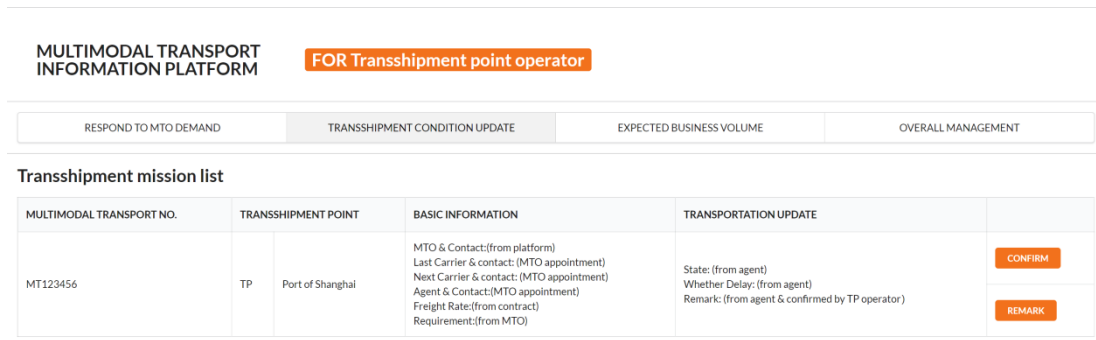 MULTIMODAL TRANSPORT
INFORMATION PLATFORM
FOR Transshipment point operator
RESPOND TO MTO DEMAND
TRANSSHIPMENT CONDITION UPDATE
EXPECTED BUSINESS VOLUME
OVERALL MANAGEMENT
Transshipment mission list
MULTIMODAL TRANSPORT NO.
TRANSSHIPMENT POINT
BASIC INFORMATION
TRANSPORTATION UPDATE
MT123456
TP
Port of Shanghai
MTO & Contact:(from platform)
Last Carrier & contact: (MTO appointment)
Next Carrier & contact: (MTO appointment)
Agent & Contact:(MTO appointment)
Freight Rate:(from contract)
Requirement:(from MTO)
State: (from agent)
Whether Delay: (from agent)
Remark: (from agent & confirmed by TP operator)
CONFIRM
REMARK